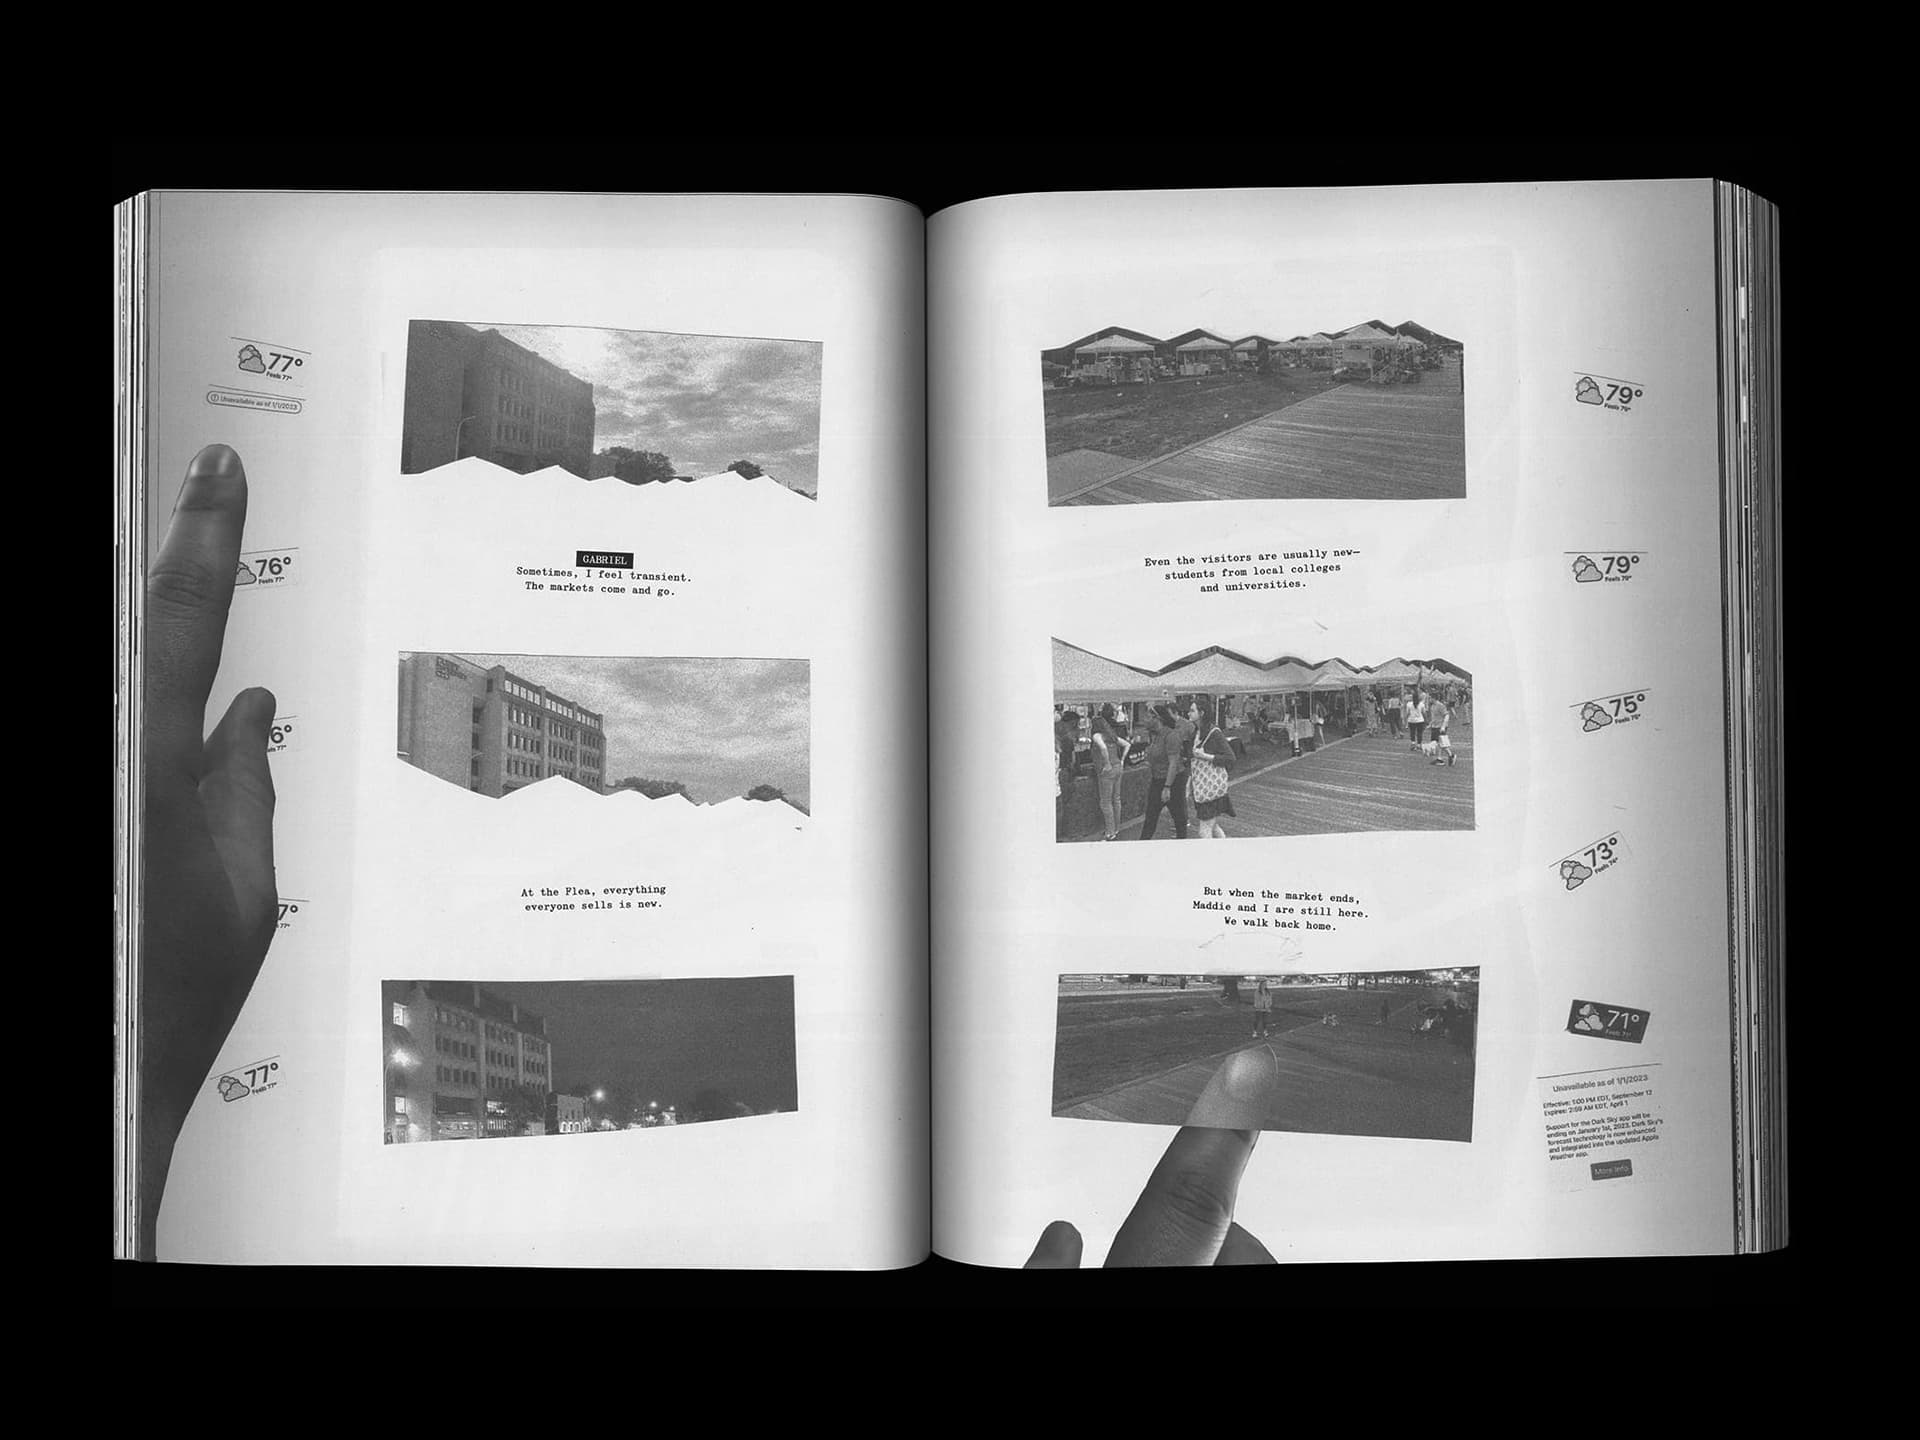 77°
Feels 77°
Unavailable as of 1/1/2023
76°
Feels 77°
6°
77°
7°
77°
77°
Feels 77°
GABRIEL
Sometimes, I feel transient.
The markets come and go.
At the Flea, everything
everyone sells is new.
Even the visitors are usually new—
students from local colleges
and universities.
But when the market ends,
Maddie and I are still here.
We walk back home.
79°
Feels 79°
79°
Feels 79°
75°
Feels 75°
73°
Feels 74°
71°
Feels 71°
Unavailable as of 1/1/2023
Effective: 1:00 PM EDT, September 12
Expires: 2:59 AM EDT, April 1
Support for the Dark Sky app will be
ending on January 1st, 2023. Dark Sky's
forecast technology is now enhanced
and integrated into the updated Apple
Weather app.
More Info